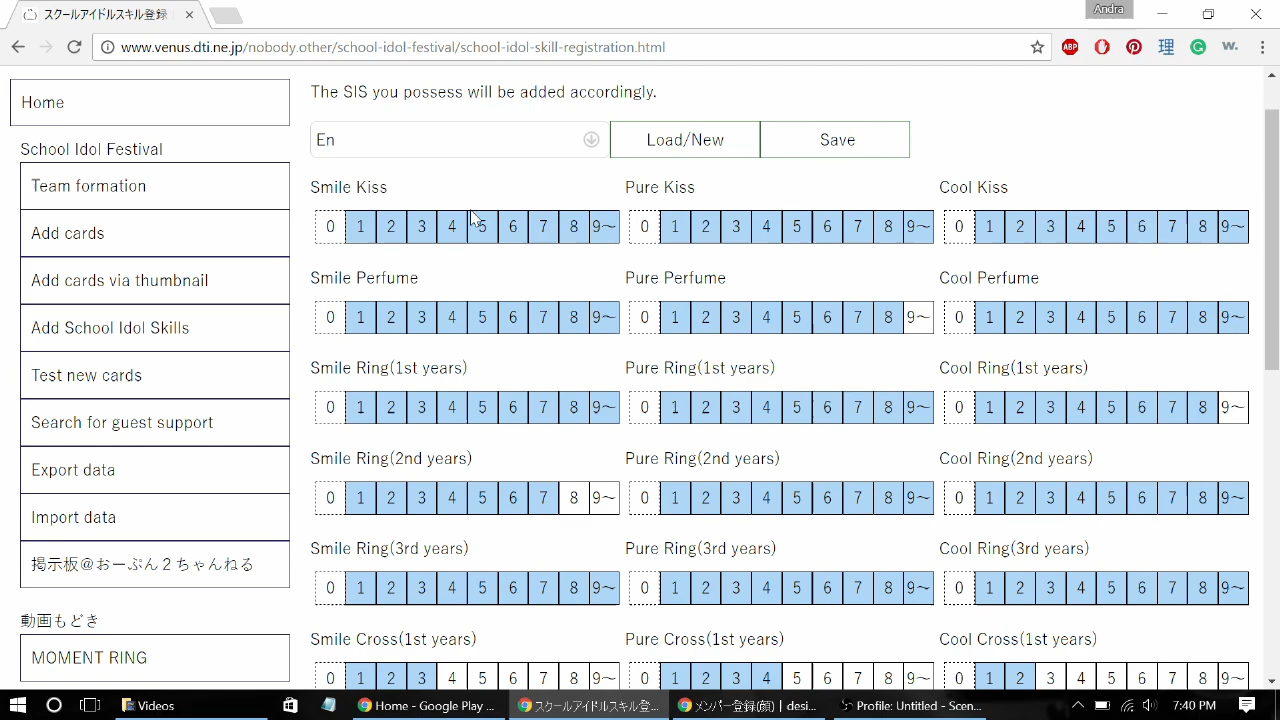 スクールアイドルスキル登録
Andra
www.venus.dti.ne.jp/nobody.other/school-idol-festival/school-idol-skill-registration.html
ABP
理
G
w.
Home
School Idol Festival
Team formation
Add cards
Add cards via thumbnail
Add School Idol Skills
Test new cards
Search for guest support
Export data
Import data
掲示板@おーぷん2ちゃんねる
動画もどき
MOMENT RING
The SIS you possess will be added accordingly.
En Load/New Save
Smile Kiss Pure Kiss Cool Kiss
0 1 2 3 4 5 6 7 8 9～ 0 1 2 3 4 5 6 7 8 9～ 0 1 2 3 4 5 6 7 8 9～
Smile Perfume Pure Perfume Cool Perfume
0 1 2 3 4 5 6 7 8 9～ 0 1 2 3 4 5 6 7 8 9～ 0 1 2 3 4 5 6 7 8 9～
Smile Ring(1st years) Pure Ring(1st years) Cool Ring(1st years)
0 1 2 3 4 5 6 7 8 9～ 0 1 2 3 4 5 6 7 8 9～ 0 1 2 3 4 5 6 7 8 9～
Smile Ring(2nd years) Pure Ring(2nd years) Cool Ring(2nd years)
0 1 2 3 4 5 6 7 8 9～ 0 1 2 3 4 5 6 7 8 9～ 0 1 2 3 4 5 6 7 8 9～
Smile Ring(3rd years) Pure Ring(3rd years) Cool Ring(3rd years)
0 1 2 3 4 5 6 7 8 9～ 0 1 2 3 4 5 6 7 8 9～ 0 1 2 3 4 5 6 7 8 9～
Smile Cross(1st years) Pure Cross(1st years) Cool Cross(1st years)
0 1 2 3 4 5 6 7 8 9～ 0 1 2 3 4 5 6 7 8 9～ 0 1 2 3 4 5 6 7 8 9～
Videos Home - Google Play ... スクールアイドルスキル登... メンバー登録(前) | desi... Profile: Untitled - Scen... 7:40 PM